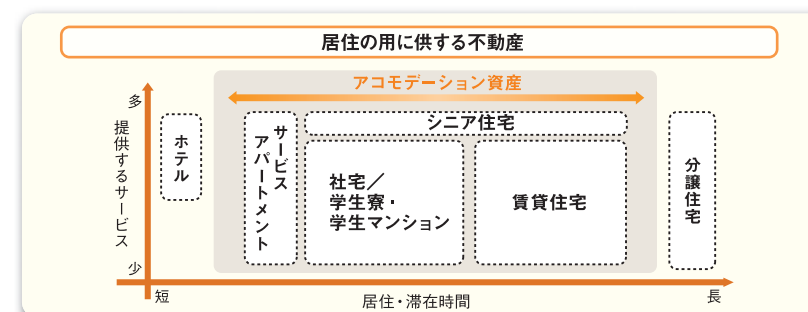 居住の用に供する不動産
アコモデーション資産
多
提供するサービス
少
ホテル
サービス
アパートメント
シニア住宅
社宅／
学生寮・
学生マンション
賃貸住宅
分譲住宅
短
居住・滞在時間
長